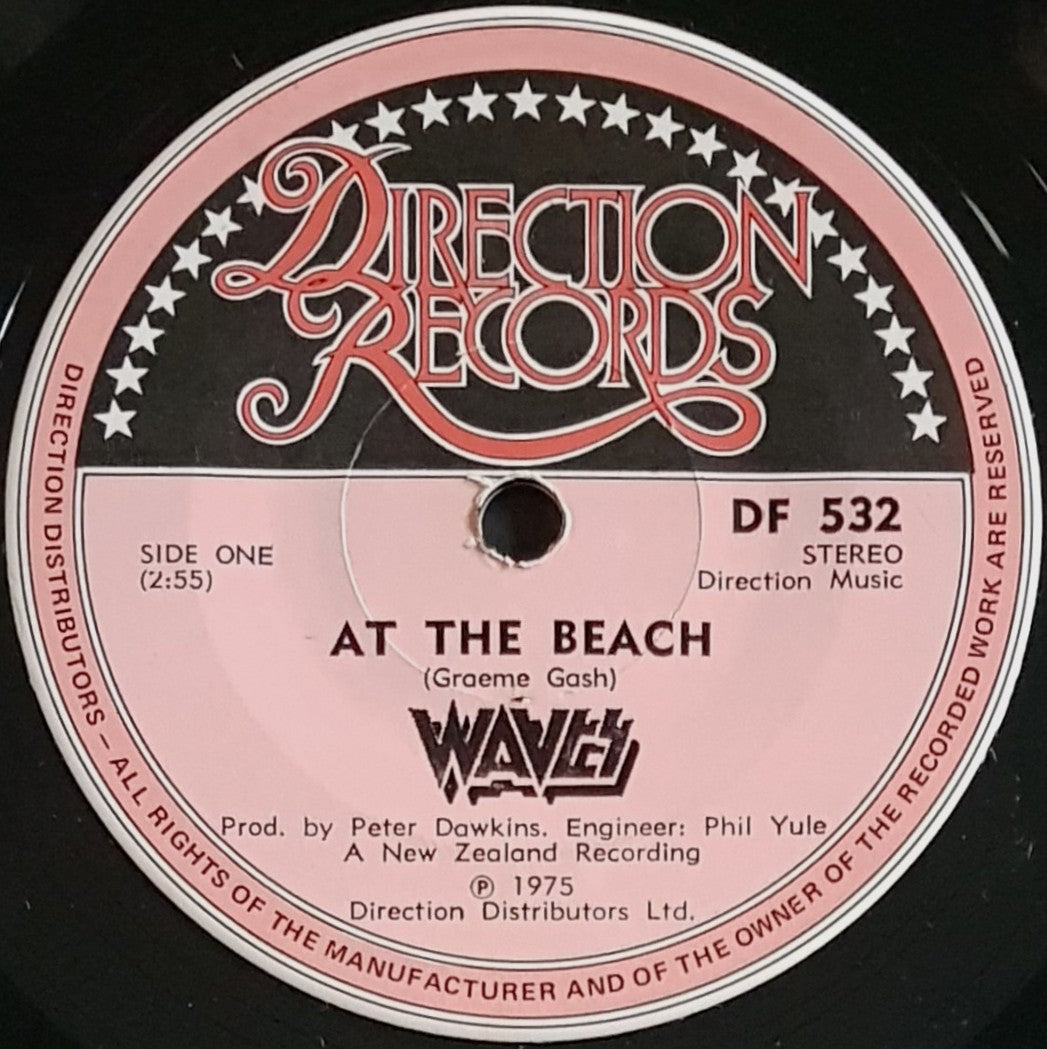 DIRECTION
RECORDS
SIDE ONE
(2:55)
DF 532
STEREO
Direction Music
AT THE BEACH
(Graeme Gash)
WAVES
Prod. by Peter Dawkins. Engineer: Phil Yule
A New Zealand Recording
Ⓟ 1975
Direction Distributors Ltd.
DIRECTION DISTRIBUTORS – ALL RIGHTS OF THE MANUFACTURER AND OF THE OWNER OF THE RECORDED WORK ARE RESERVED